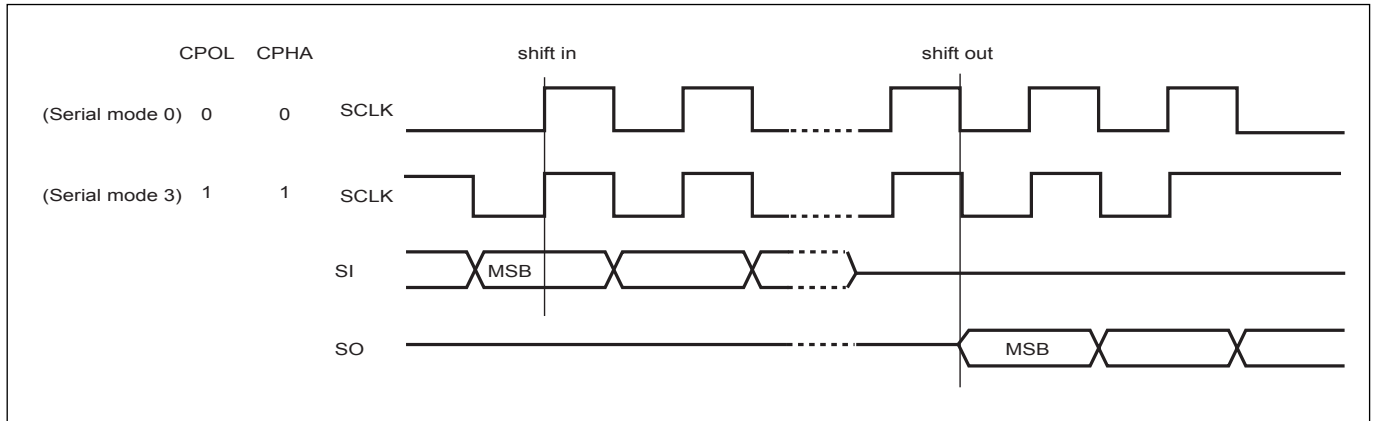 CPOL CPHA shift in shift out
(Serial mode 0) 0 0 SCLK
(Serial mode 3) 1 1 SCLK
SI MSB
SO MSB